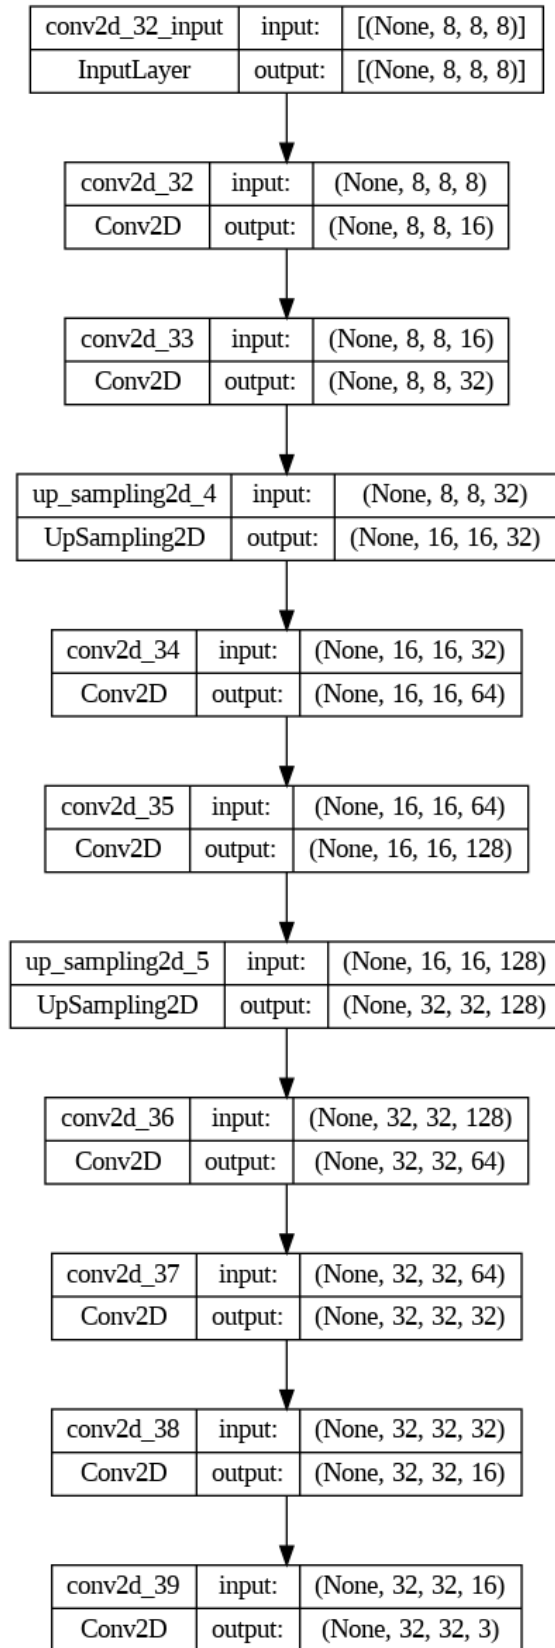 conv2d_32_input input: [(None, 8, 8, 8)]
InputLayer output: [(None, 8, 8, 8)]
conv2d_32 input: (None, 8, 8, 8)
Conv2D output: (None, 8, 8, 16)
conv2d_33 input: (None, 8, 8, 16)
Conv2D output: (None, 8, 8, 32)
up_sampling2d_4 input: (None, 8, 8, 32)
UpSampling2D output: (None, 16, 16, 32)
conv2d_34 input: (None, 16, 16, 32)
Conv2D output: (None, 16, 16, 64)
conv2d_35 input: (None, 16, 16, 64)
Conv2D output: (None, 16, 16, 128)
up_sampling2d_5 input: (None, 16, 16, 128)
UpSampling2D output: (None, 32, 32, 128)
conv2d_36 input: (None, 32, 32, 128)
Conv2D output: (None, 32, 32, 64)
conv2d_37 input: (None, 32, 32, 64)
Conv2D output: (None, 32, 32, 32)
conv2d_38 input: (None, 32, 32, 32)
Conv2D output: (None, 32, 32, 16)
conv2d_39 input: (None, 32, 32, 16)
Conv2D output: (None, 32, 32, 3)